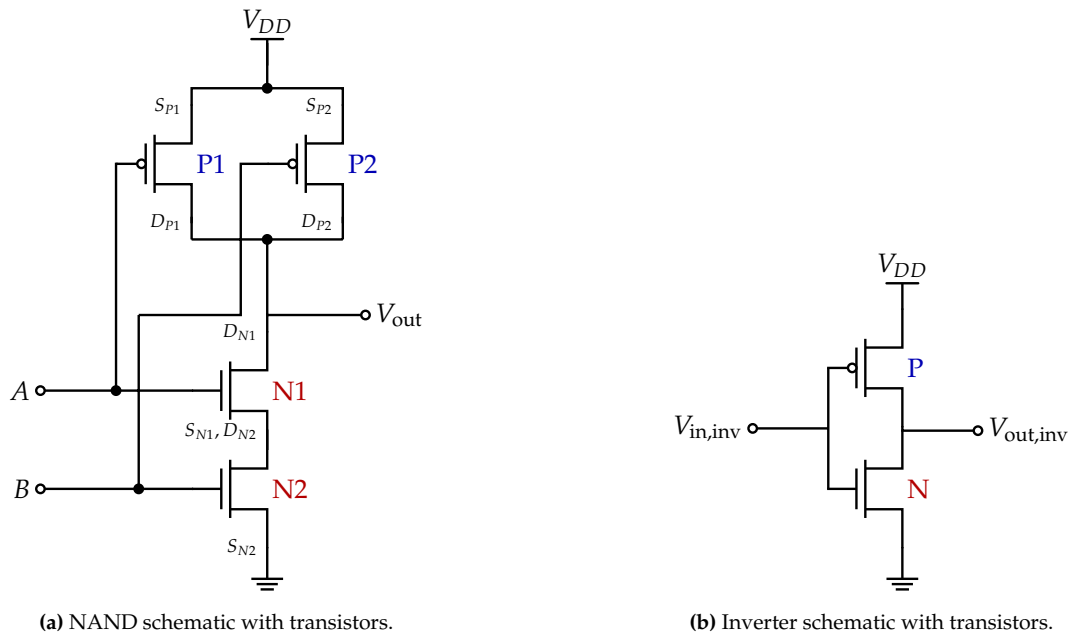 V_DD
S_P1
S_P2
P1
P2
D_P1
D_P2
V_out
D_N1
A
N1
S_N1, D_N2
B
N2
S_N2
(a) NAND schematic with transistors.
V_DD
P
V_in,inv
V_out,inv
N
(b) Inverter schematic with transistors.